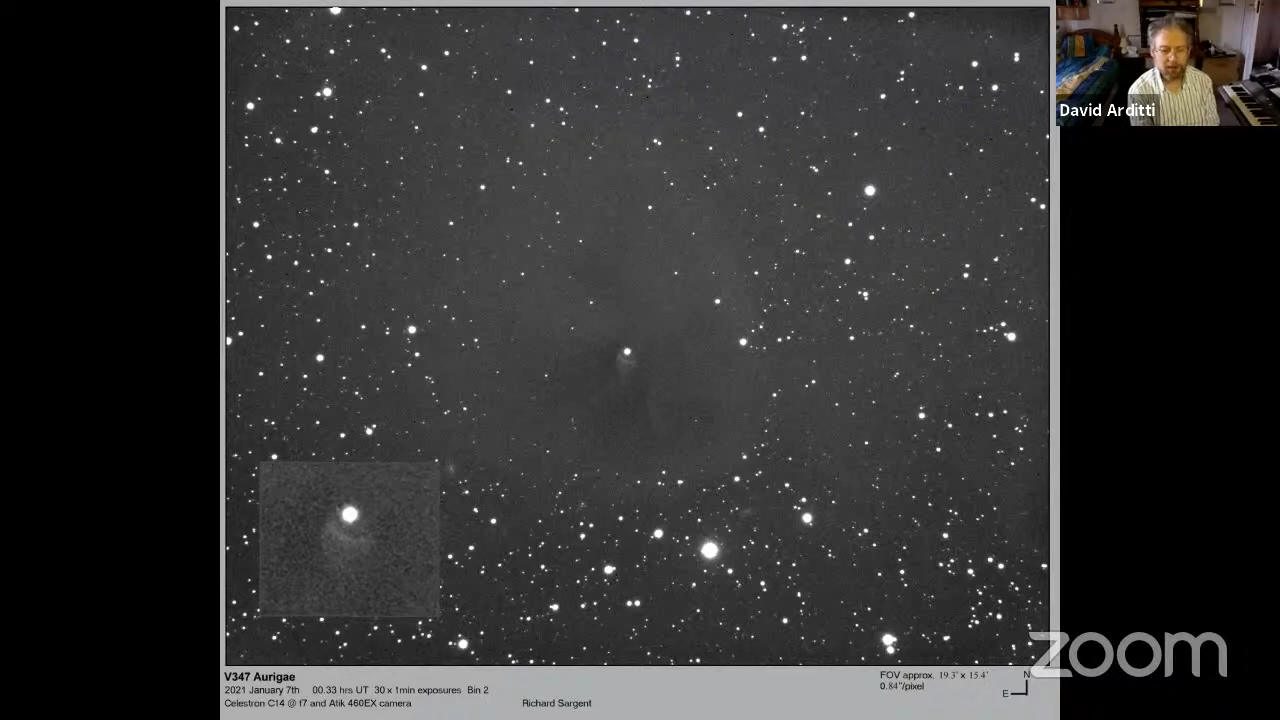 David Arditti
V347 Aurigae
2021 January 7th 00.33 hrs UT 30 x 1min exposures Bin 2
Celestron C14 @ f7 and Atik 460EX camera
Richard Sargent
FOV approx. 19.3' x 15.4'
0.84"/pixel
N
E
zoom